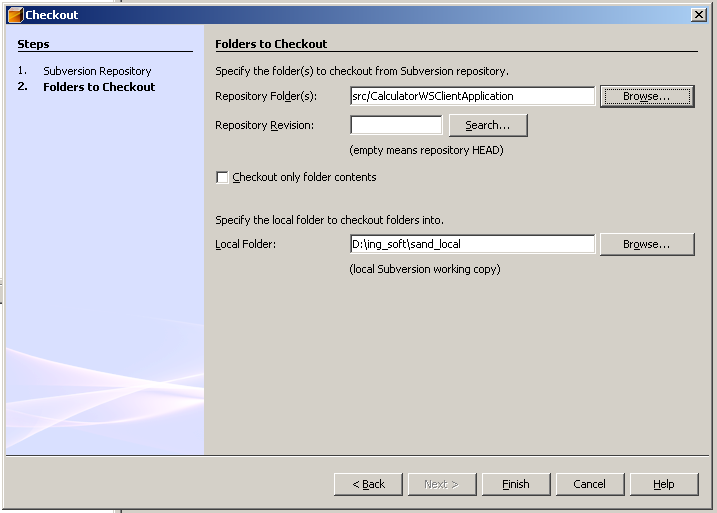 Checkout
Steps
1. Subversion Repository
2. Folders to Checkout
Folders to Checkout
Specify the folder(s) to checkout from Subversion repository.
Repository Folder(s): src/CalculatorWSClientApplication Browse...
Repository Revision: Search...
(empty means repository HEAD)
Checkout only folder contents
Specify the local folder to checkout folders into.
Local Folder: D:\ing_soft\sand_local Browse...
(local Subversion working copy)
< Back Next > Finish Cancel Help